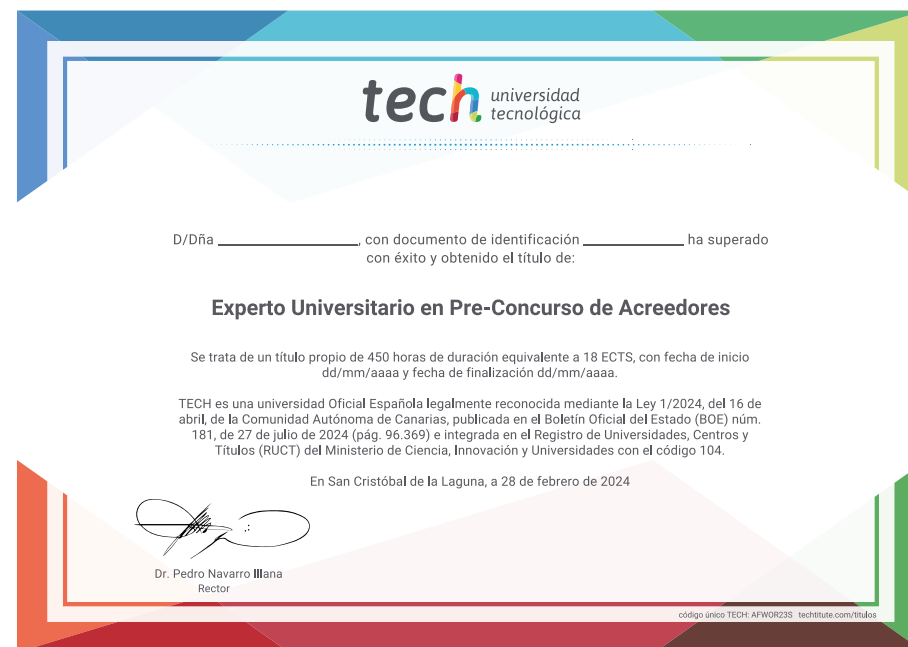 tech universidad
tecnológica
D/Dña ____________________, con documento de identificación ______________ ha superado
con éxito y obtenido el título de:
Experto Universitario en Pre-Concurso de Acreedores
Se trata de un título propio de 450 horas de duración equivalente a 18 ECTS, con fecha de inicio
dd/mm/aaaa y fecha de finalización dd/mm/aaaa.
TECH es una universidad Oficial Española legalmente reconocida mediante la Ley 1/2024, del 16 de
abril, de la Comunidad Autónoma de Canarias, publicada en el Boletín Oficial del Estado (BOE) núm.
181, de 27 de julio de 2024 (pág. 96.369) e integrada en el Registro de Universidades, Centros y
Títulos (RUCT) del Ministerio de Ciencia, Innovación y Universidades con el código 104.
En San Cristóbal de la Laguna, a 28 de febrero de 2024
Dr. Pedro Navarro Illana
Rector
código único TECH: AFWOR23S techtitute.com/titulos